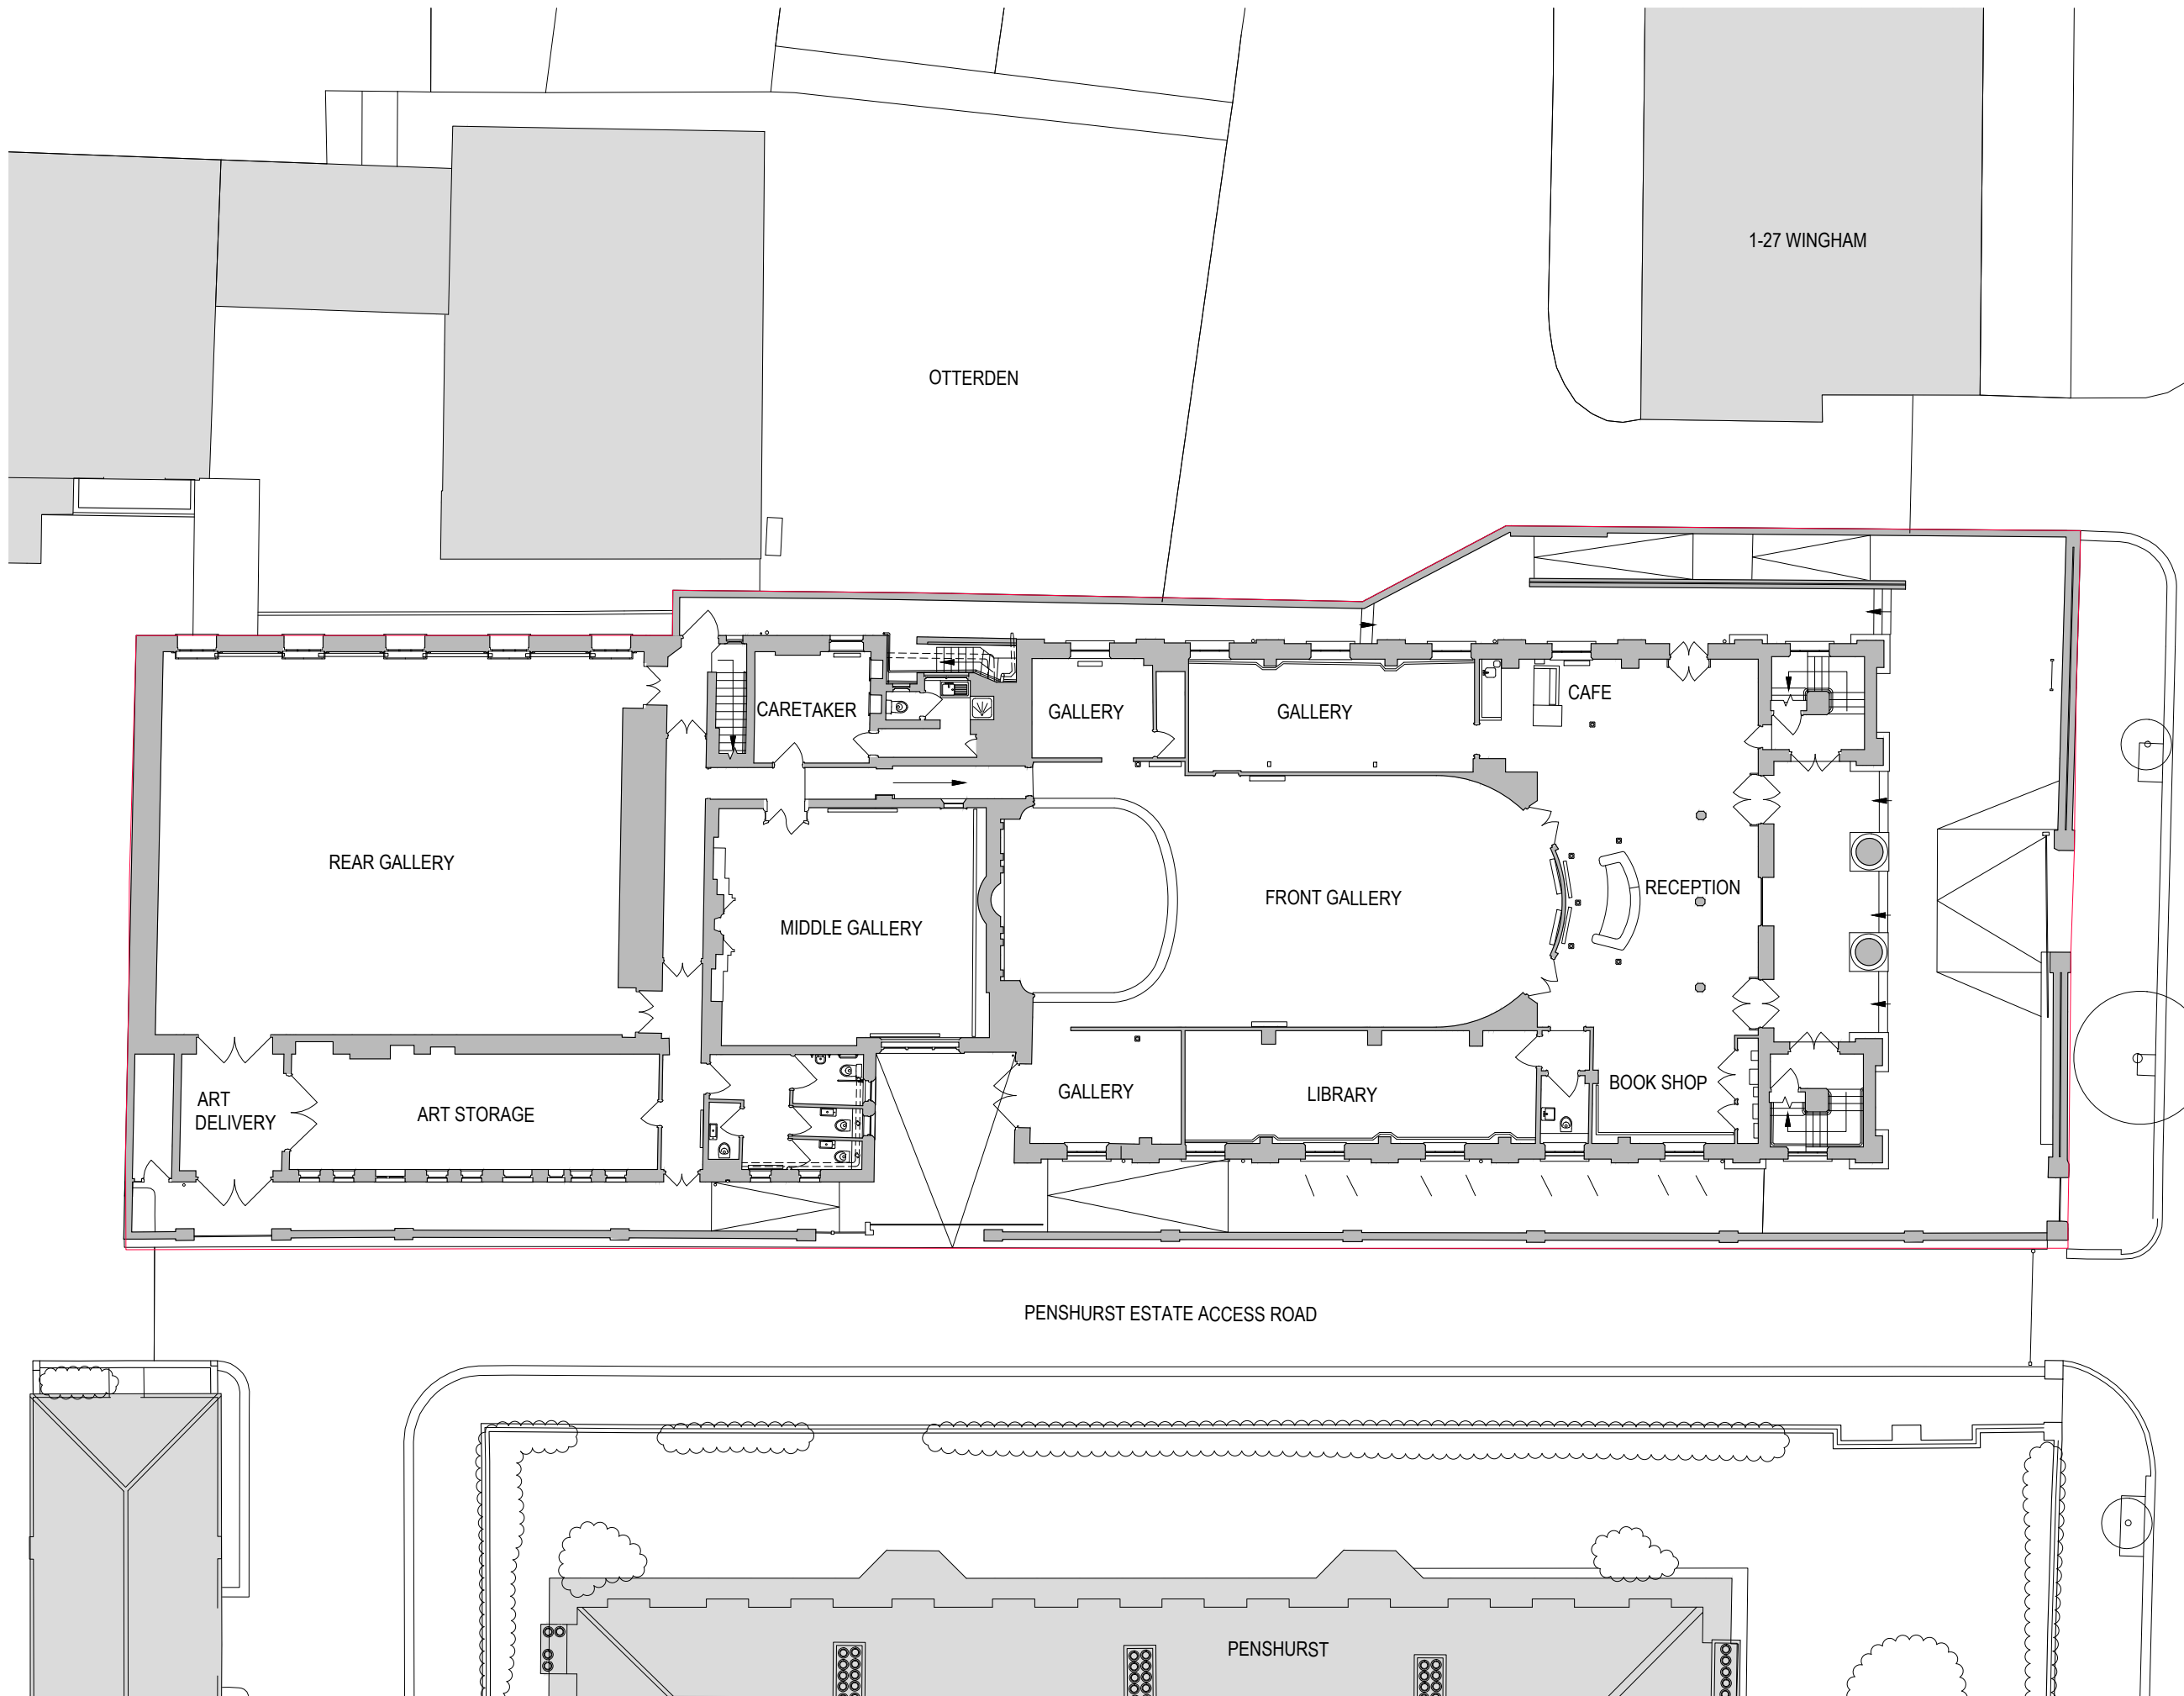 1-27 WINGHAM
OTTERDEN
CAFE
CARETAKER
GALLERY
GALLERY
REAR GALLERY
RECEPTION
FRONT GALLERY
MIDDLE GALLERY
BOOK SHOP
GALLERY
LIBRARY
ART
DELIVERY
ART STORAGE
PENSHURST ESTATE ACCESS ROAD
PENSHURST